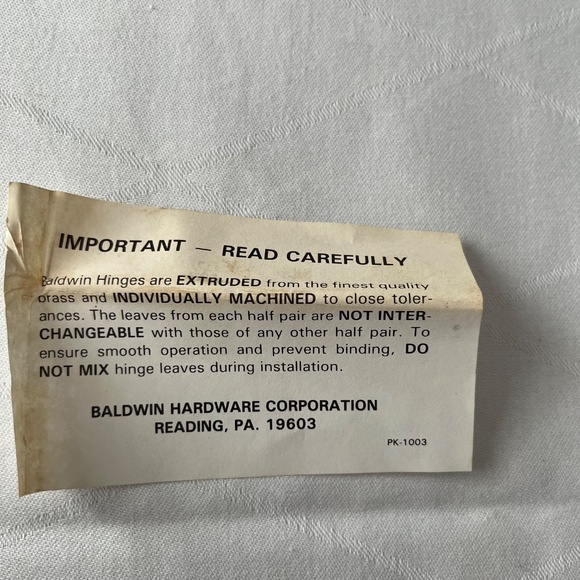 IMPORTANT — READ CAREFULLY
Baldwin Hinges are EXTRUDED from the finest quality
brass and INDIVIDUALLY MACHINED to close toler-
ances. The leaves from each half pair are NOT INTER-
CHANGEABLE with those of any other half pair. To
ensure smooth operation and prevent binding, DO
NOT MIX hinge leaves during installation.
BALDWIN HARDWARE CORPORATION
READING, PA. 19603
PK-1003